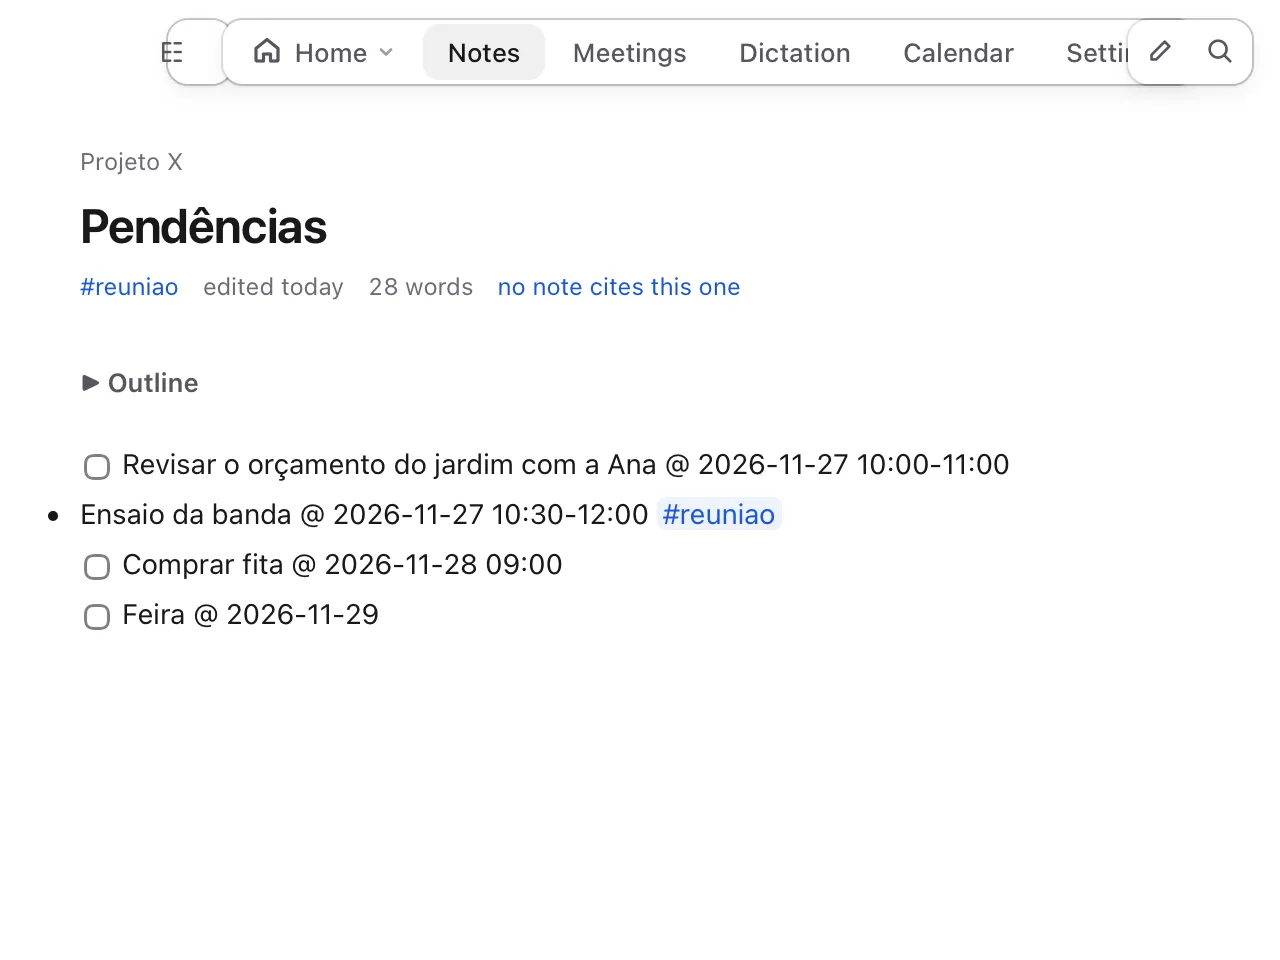 Home Notes Meetings Dictation Calendar
Projeto X
Pendências
#reuniao edited today 28 words no note cites this one
Outline
Revisar o orçamento do jardim com a Ana @ 2026-11-27 10:00-11:00
Ensaio da banda @ 2026-11-27 10:30-12:00 #reuniao
Comprar fita @ 2026-11-28 09:00
Feira @ 2026-11-29